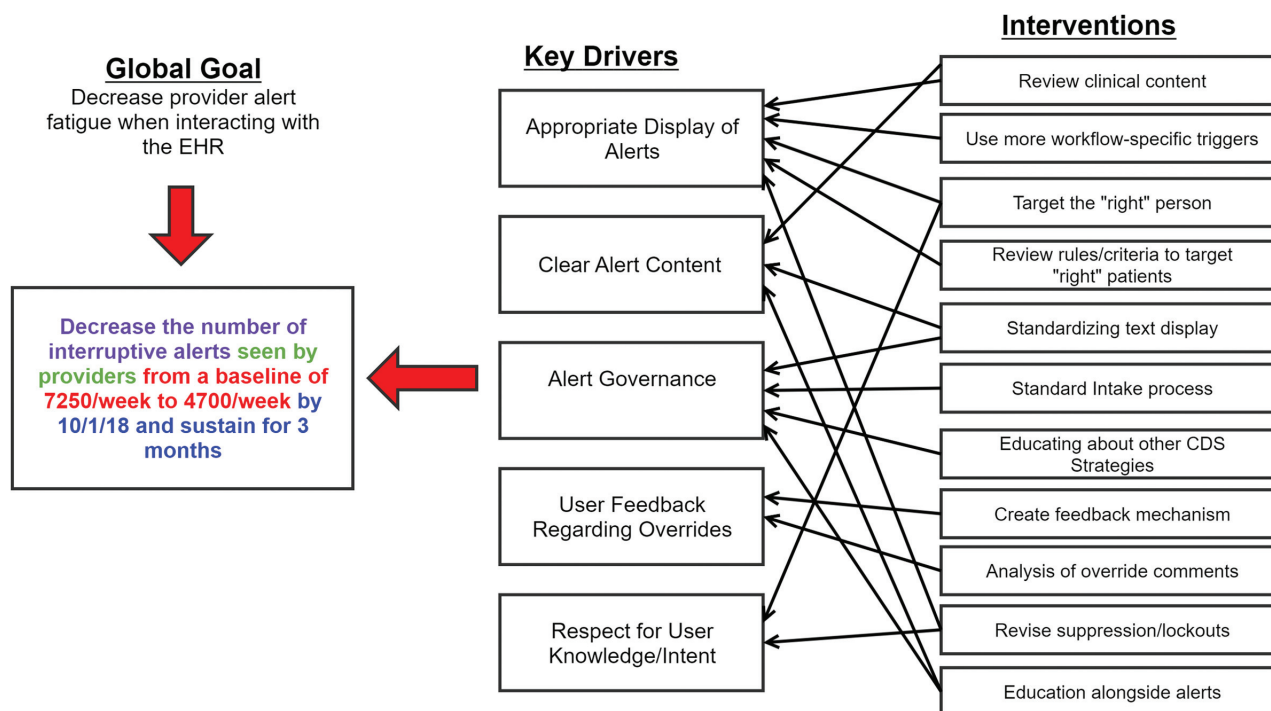 Global Goal
Decrease provider alert
fatigue when interacting with
the EHR
Decrease the number of
interruptive alerts seen by
providers from a baseline of
7250/week to 4700/week by
10/1/18 and sustain for 3
months
Key Drivers
Appropriate Display of
Alerts
Clear Alert Content
Alert Governance
User Feedback
Regarding Overrides
Respect for User
Knowledge/Intent
Interventions
Review clinical content
Use more workflow-specific triggers
Target the "right" person
Review rules/criteria to target
"right" patients
Standardizing text display
Standard Intake process
Educating about other CDS
Strategies
Create feedback mechanism
Analysis of override comments
Revise suppression/lockouts
Education alongside alerts